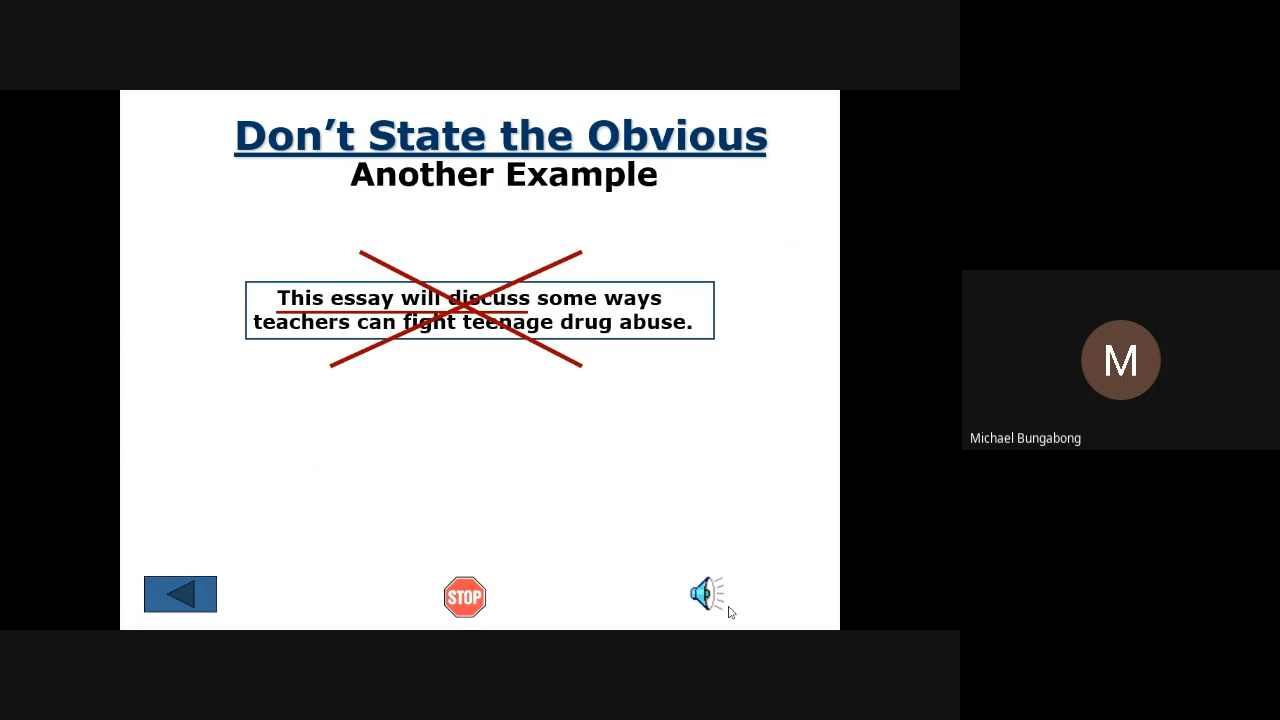 Don’t State the Obvious
Another Example
This essay will discuss some ways
teachers can fight teenage drug abuse.
STOP
M
Michael Bungabong